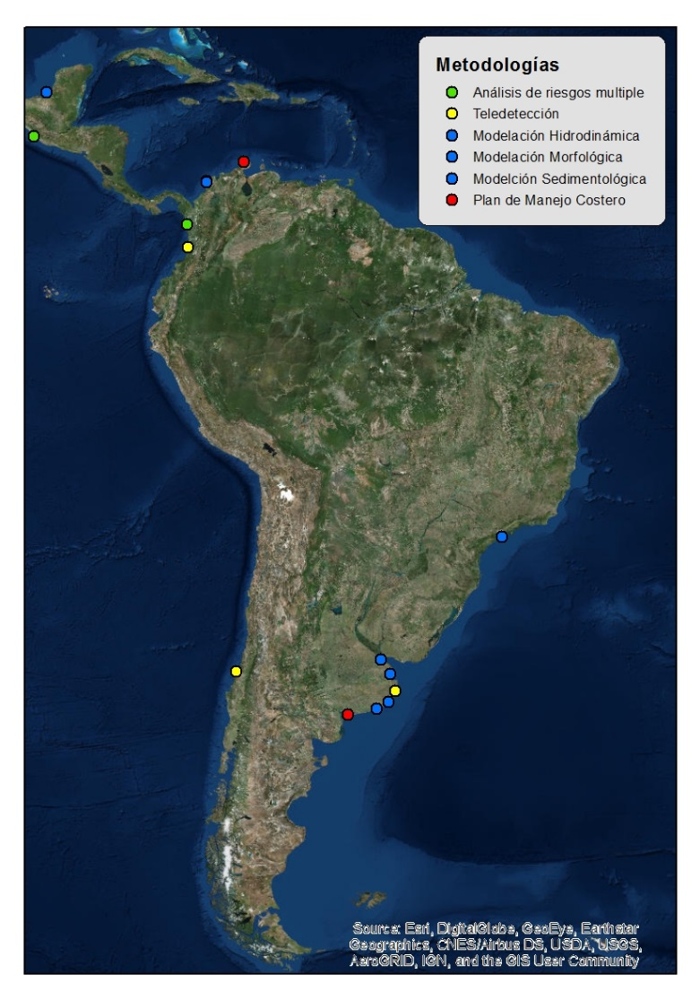 Metodologías
Análisis de riesgos multiple
Teledetección
Modelación Hidrodinámica
Modelación Morfológica
Modelción Sedimentológica
Plan de Manejo Costero
Source: Esri, DigitalGlobe, GeoEye, Earthstar
Geographics, CNES/Airbus DS, USDA, USGS,
AeroGRID, IGN, and the GIS User Community